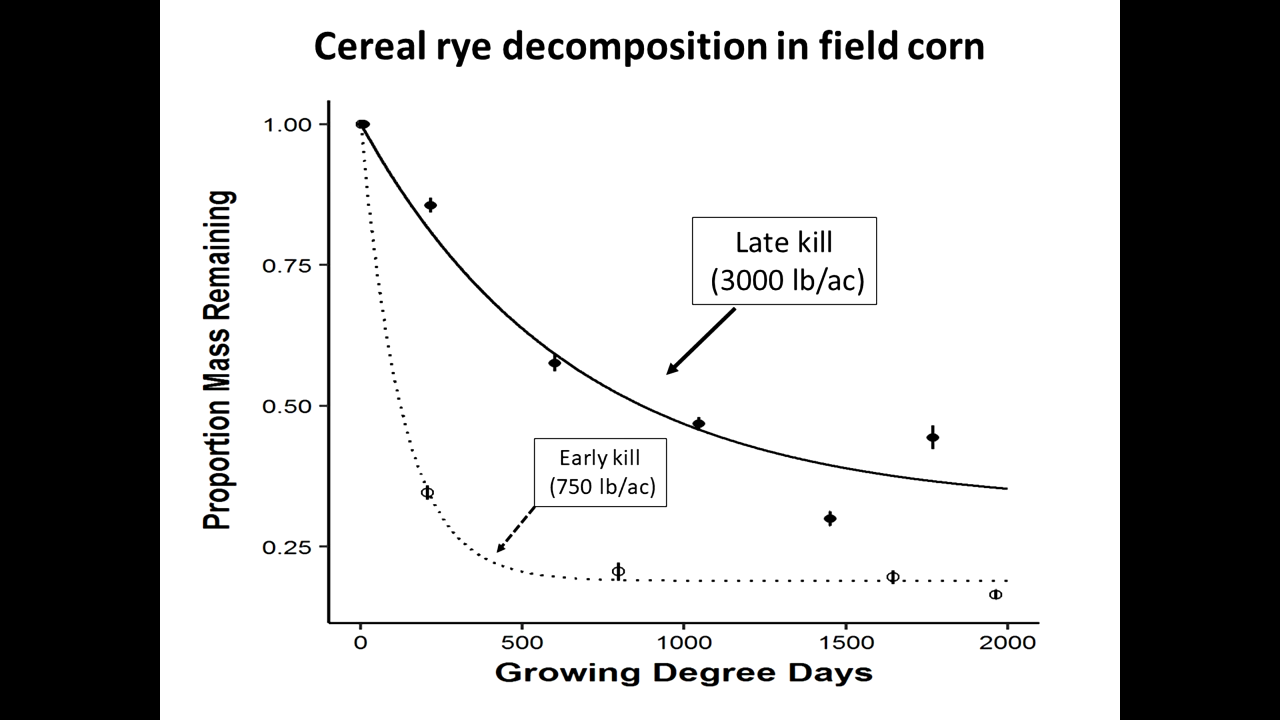 Cereal rye decomposition in field corn
Proportion Mass Remaining
1.00
0.75
0.50
0.25
Late kill
(3000 lb/ac)
Early kill
(750 lb/ac)
0
500
1000
1500
2000
Growing Degree Days